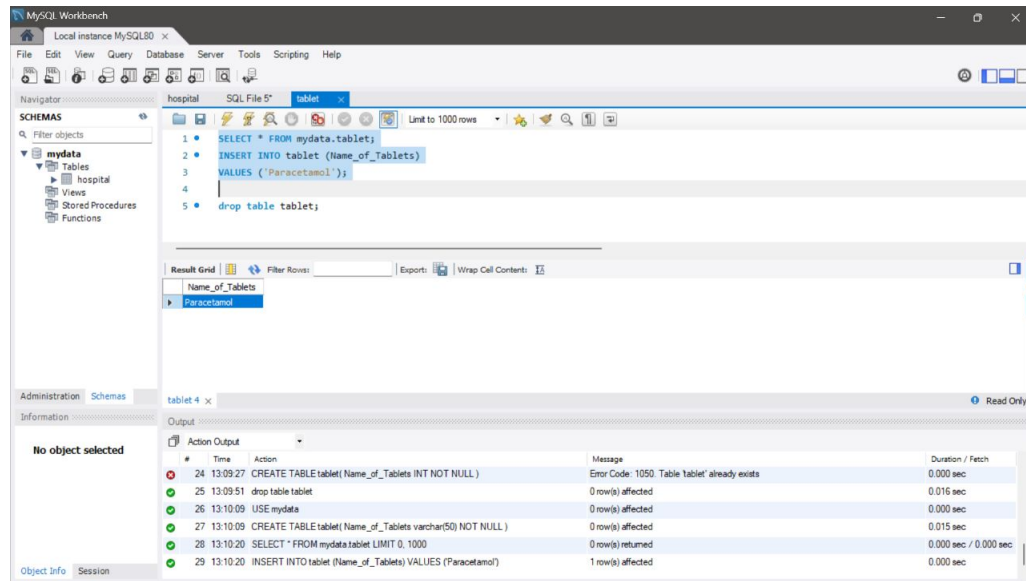 MySQL Workbench
Local instance MySQL80
File Edit View Query Database Server Tools Scripting Help
Navigator
SCHEMAS
Filter objects
mydata
Tables
hospital
Views
Stored Procedures
Functions
Administration Schemas
Information
No object selected
Object Info Session
hospital SQL File 5* tablet
Limit to 1000 rows
1 SELECT * FROM mydata.tablet;
2 INSERT INTO tablet (Name_of_Tablets)
3 VALUES ('Paracetamol');
4
5 drop table tablet;
Result Grid Filter Rows: Export: Wrap Cell Content:
Name_of_Tablets
Paracetamol
tablet 4 Read Only
Output
Action Output
# Time Action Message Duration / Fetch
24 13:09:27 CREATE TABLE tablet( Name_of_Tablets INT NOT NULL ) Error Code: 1050. Table 'tablet' already exists 0.000 sec
25 13:09:51 drop table tablet 0 row(s) affected 0.016 sec
26 13:10:09 USE mydata 0 row(s) affected 0.000 sec
27 13:10:09 CREATE TABLE tablet( Name_of_Tablets varchar(50) NOT NULL ) 0 row(s) affected 0.015 sec
28 13:10:20 SELECT * FROM mydata.tablet LIMIT 0, 1000 0 row(s) returned 0.000 sec / 0.000 sec
29 13:10:20 INSERT INTO tablet (Name_of_Tablets) VALUES ('Paracetamol') 1 row(s) affected 0.000 sec